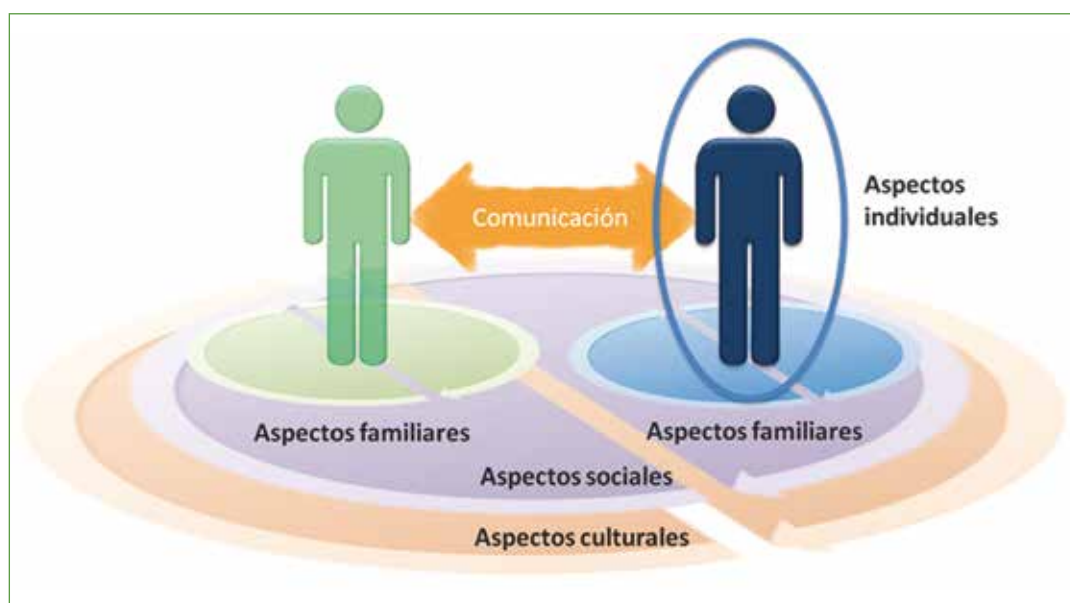 Comunicación
Aspectos
individuales
Aspectos familiares
Aspectos familiares
Aspectos sociales
Aspectos culturales